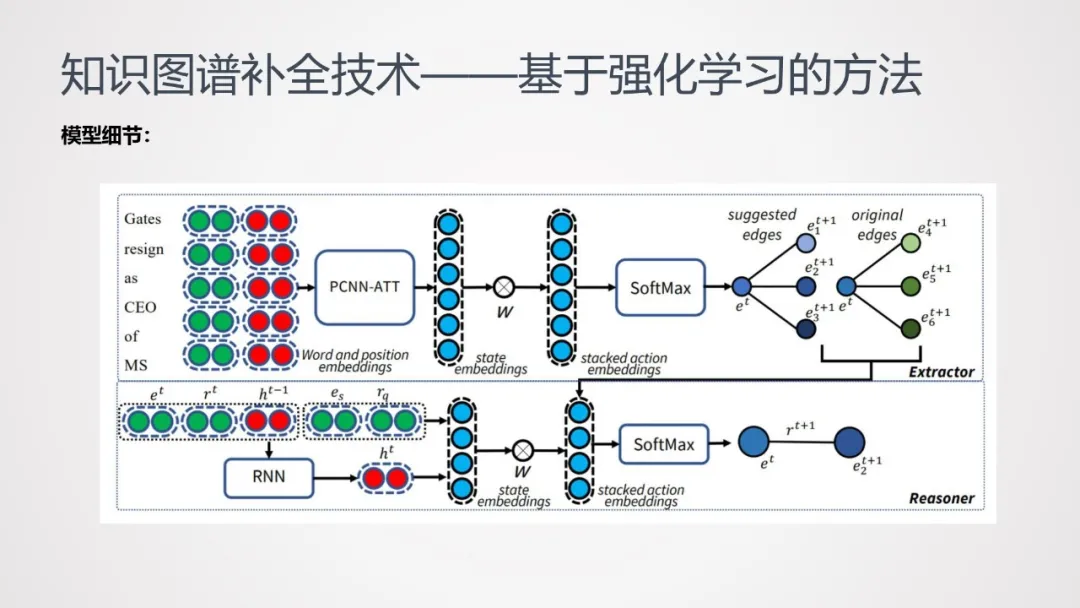 知识图谱补全技术——基于强化学习的方法
模型细节：
Gates
resign
as
CEO
of
MS
Word and position
embeddings
PCNN-ATT
state
embeddings
W
stacked action
embeddings
SoftMax
suggested
edges
e^t
e_1^{t+1}
e_2^{t+1}
e_3^{t+1}
original
edges
e^t
e_4^{t+1}
e_5^{t+1}
e_6^{t+1}
Extractor
e^t
r^t
h^{t-1}
e_s
r_q
RNN
h^t
state
embeddings
W
stacked action
embeddings
SoftMax
e^t
r^{t+1}
e_2^{t+1}
Reasoner